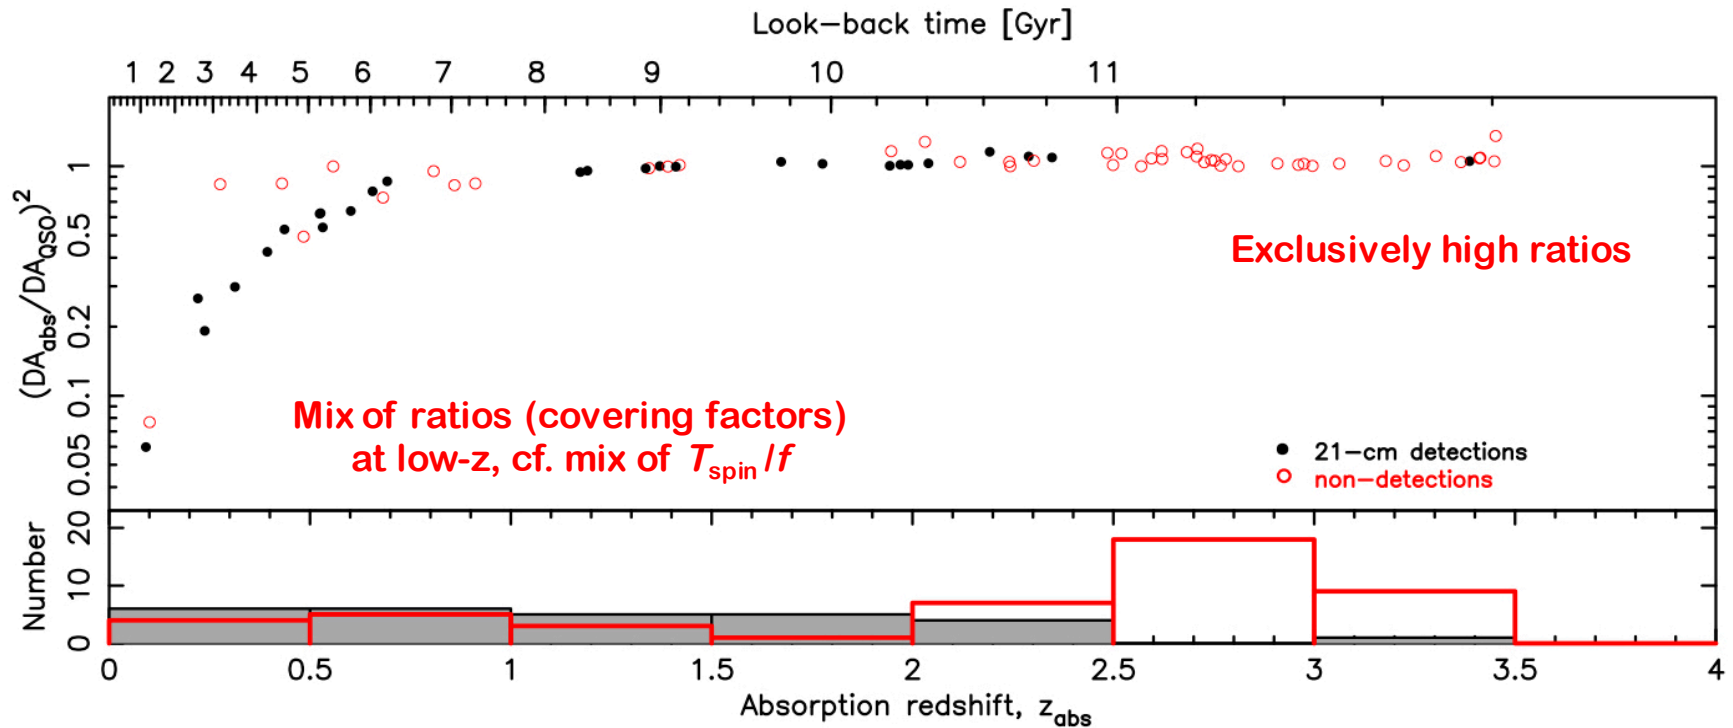 Look-back time [Gyr]
1 2 3 4 5 6 7 8 9 10 11
(DA_abs/DA_QSO)²
1
0.5
0.2
0.1
0.05
Exclusively high ratios
Mix of ratios (covering factors)
at low-z, cf. mix of T_spin/f
21-cm detections
non-detections
Number
20
10
0
0 0.5 1 1.5 2 2.5 3 3.5 4
Absorption redshift, z_abs